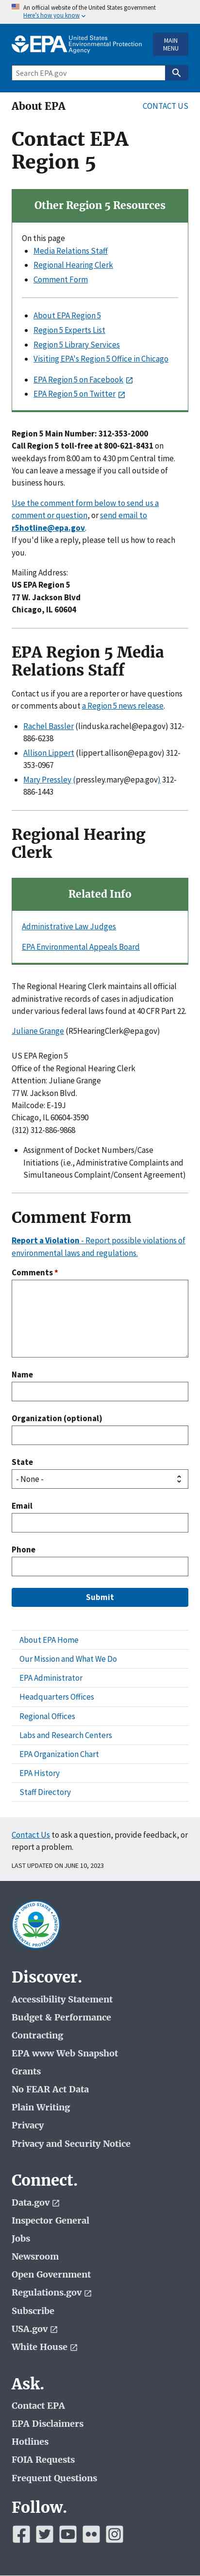 An official website of the United States government
Here's how you know
EPA United States
Environmental Protection
Agency
MAIN
MENU
Search EPA.gov
About EPA
CONTACT US
Contact EPA
Region 5
Other Region 5 Resources
On this page
Media Relations Staff
Regional Hearing Clerk
Comment Form
About EPA Region 5
Region 5 Experts List
Region 5 Library Services
Visiting EPA's Region 5 Office in Chicago
EPA Region 5 on Facebook
EPA Region 5 on Twitter
Region 5 Main Number: 312-353-2000
Call Region 5 toll-free at 800-621-8431 on
weekdays from 8:00 am to 4:30 pm Central time.
You can leave a message if you call outside of
business hours.
Use the comment form below to send us a
comment or question, or send email to
r5hotline@epa.gov.
If you'd like a reply, please tell us how to reach
you.
Mailing Address:
US EPA Region 5
77 W. Jackson Blvd
Chicago, IL 60604
EPA Region 5 Media
Relations Staff
Contact us if you are a reporter or have questions
or comments about a Region 5 news release.
Rachel Bassler (linduska.rachel@epa.gov) 312-
886-6238
Allison Lippert (lippert.allison@epa.gov) 312-
353-0967
Mary Pressley (pressley.mary@epa.gov) 312-
886-1443
Regional Hearing
Clerk
Related Info
Administrative Law Judges
EPA Environmental Appeals Board
The Regional Hearing Clerk maintains all official
administrative records of cases in adjudication
under various federal laws found at 40 CFR Part 22.
Juliane Grange (R5HearingClerk@epa.gov)
US EPA Region 5
Office of the Regional Hearing Clerk
Attention: Juliane Grange
77 W. Jackson Blvd.
Mailcode: E-19J
Chicago, IL 60604-3590
(312) 312-886-9868
Assignment of Docket Numbers/Case
Initiations (i.e., Administrative Complaints and
Simultaneous Complaint/Consent Agreement)
Comment Form
Report a Violation - Report possible violations of
environmental laws and regulations.
Comments *
Name
Organization (optional)
State
- None -
Email
Phone
Submit
About EPA Home
Our Mission and What We Do
EPA Administrator
Headquarters Offices
Regional Offices
Labs and Research Centers
EPA Organization Chart
EPA History
Staff Directory
Contact Us to ask a question, provide feedback, or
report a problem.
LAST UPDATED ON JUNE 10, 2023
Discover.
Accessibility Statement
Budget & Performance
Contracting
EPA www Web Snapshot
Grants
No FEAR Act Data
Plain Writing
Privacy
Privacy and Security Notice
Connect.
Data.gov
Inspector General
Jobs
Newsroom
Open Government
Regulations.gov
Subscribe
USA.gov
White House
Ask.
Contact EPA
EPA Disclaimers
Hotlines
FOIA Requests
Frequent Questions
Follow.